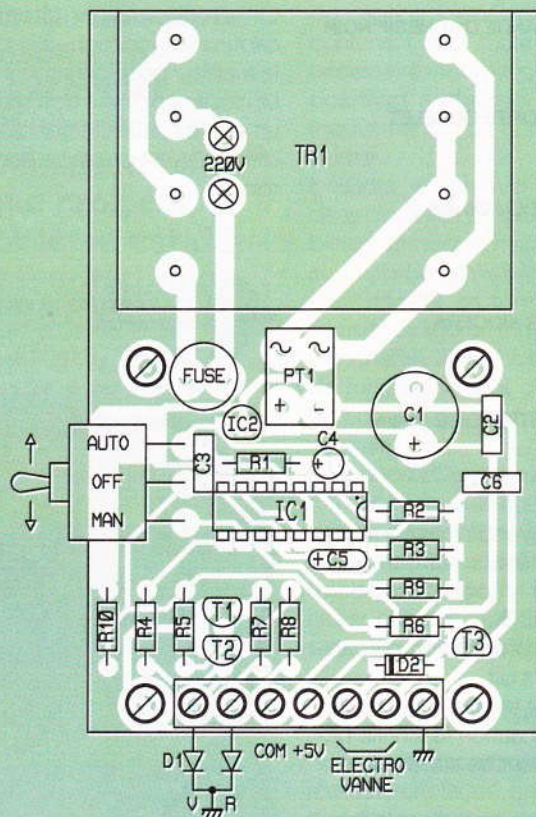 TR1
220V
FUSE
PT1
+ -
IC2
C1
+
C2
AUTO
OFF
MAN
C3
R1
C4
+
C6
IC1
R2
+C5
R3
R9
R10
R4
R5
T1
T2
R7
R8
R6
T3
D2
D1
COM +5V
ELECTRO
VANNE
V R